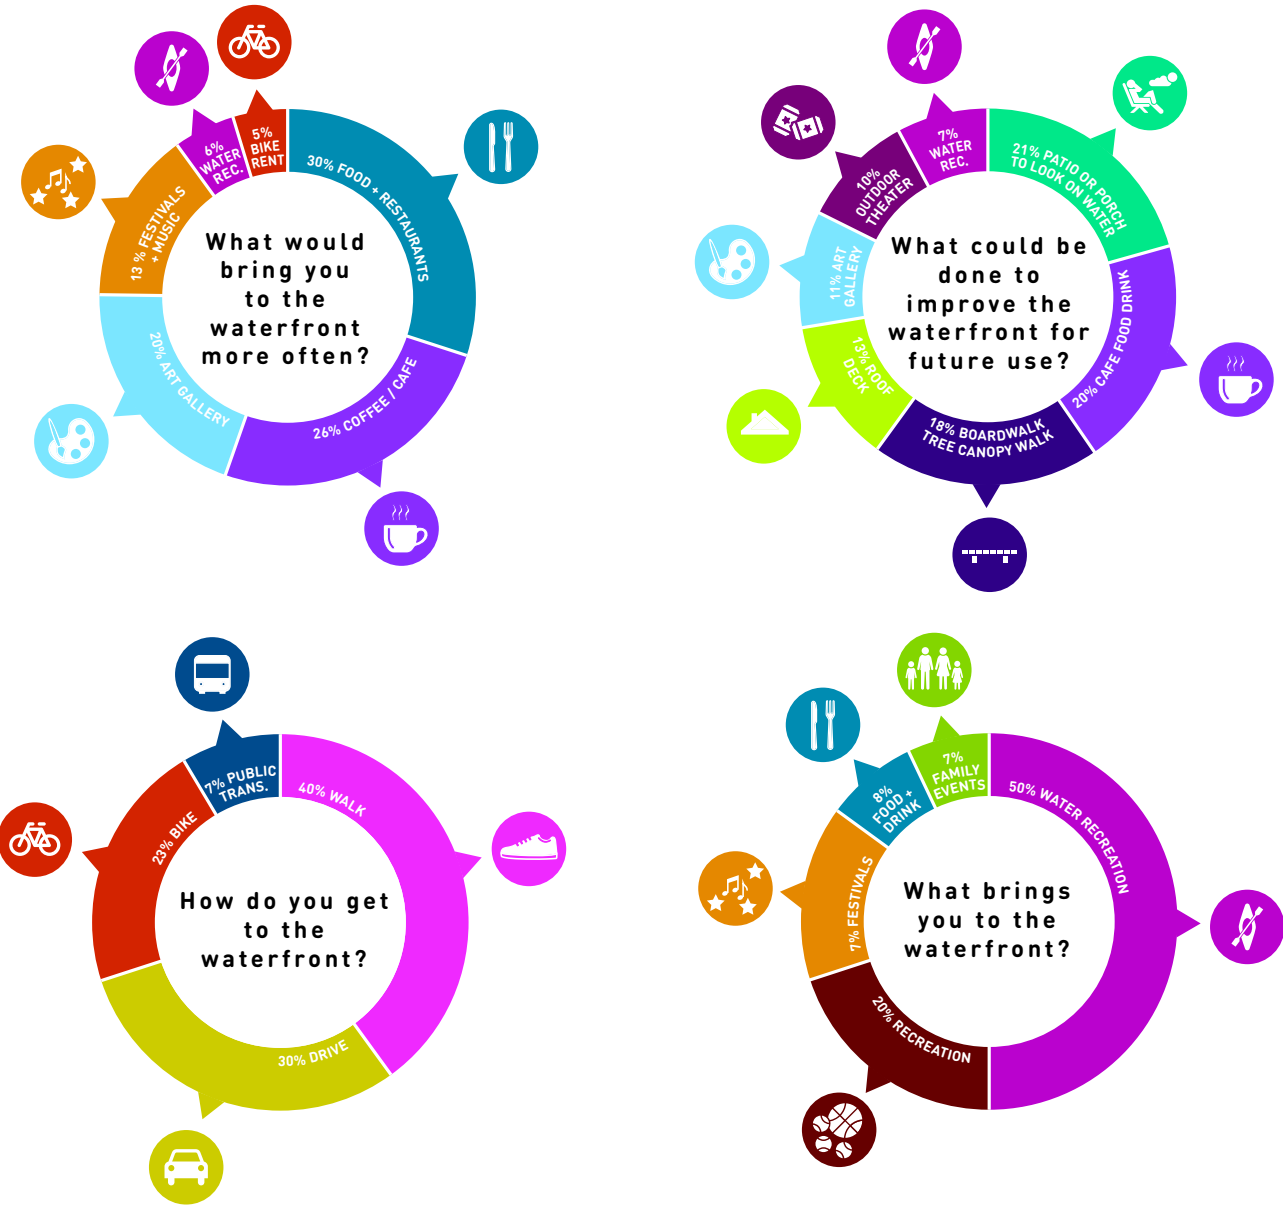 5%
BIKE
RENT
6%
WATER
REC.
30% FOOD + RESTAURANTS
13 % FESTIVALS
+ MUSIC
20% ART GALLERY
26% COFFEE / CAFE
What would
bring you
to the
waterfront
more often?
7%
WATER
REC.
21% PATIO OR PORCH
TO LOOK ON WATER
10%
OUTDOOR
THEATER
11% ART
GALLERY
20% CAFE FOOD DRINK
13% ROOF
DECK
18% BOARDWALK
TREE CANOPY WALK
What could be
done to
improve the
waterfront for
future use?
7% PUBLIC
TRANS.
40% WALK
23% BIKE
30% DRIVE
How do you get
to the
waterfront?
7%
FAMILY
EVENTS
8%
FOOD +
DRINK
50% WATER RECREATION
7% FESTIVALS
20% RECREATION
What brings
you to the
waterfront?